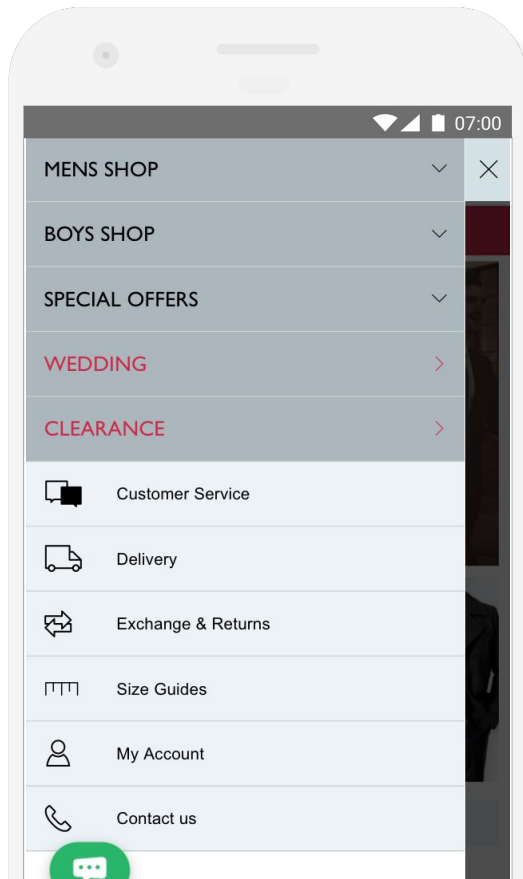 07:00
MENS SHOP
BOYS SHOP
SPECIAL OFFERS
WEDDING
CLEARANCE
Customer Service
Delivery
Exchange & Returns
Size Guides
My Account
Contact us